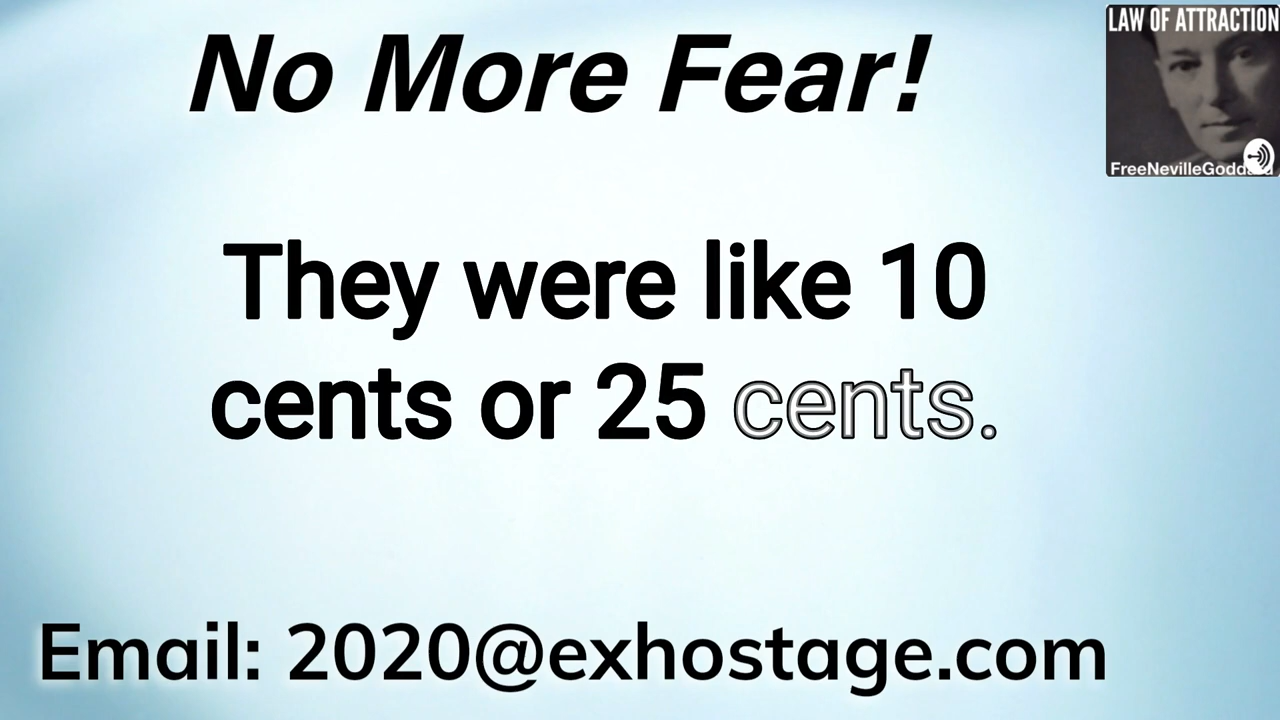 No More Fear!
LAW OF ATTRACTION
They were like 10
cents or 25 cents.
Email: 2020@exhostage.com